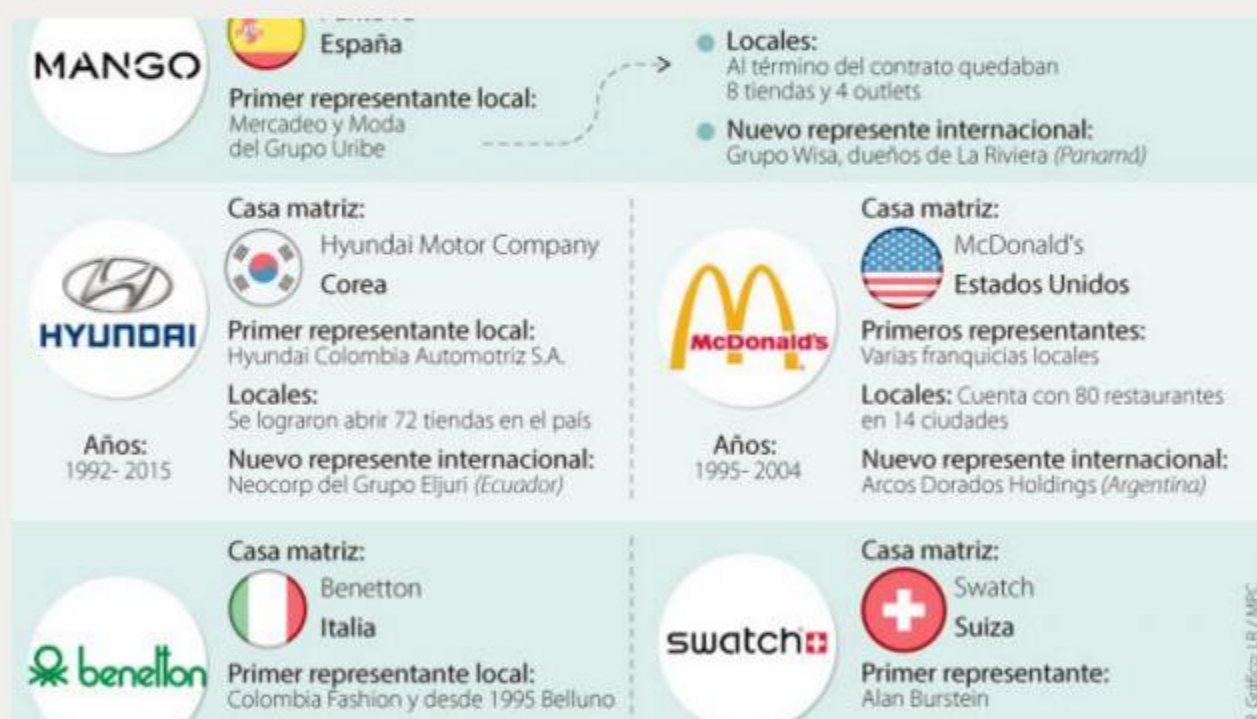 MANGO
España
Primer representante local:
Mercadeo y Moda
del Grupo Uribe
Locales:
Al término del contrato quedaban
8 tiendas y 4 outlets
Nuevo represente internacional:
Grupo Wisa, dueños de La Riviera (Panamá)
HYUNDAI
Años:
1992- 2015
Casa matriz:
Hyundai Motor Company
Corea
Primer representante local:
Hyundai Colombia Automotriz S.A.
Locales:
Se lograron abrir 72 tiendas en el país
Nuevo represente internacional:
Neocorp del Grupo Eljuri (Ecuador)
McDonald's
Años:
1995- 2004
Casa matriz:
McDonald's
Estados Unidos
Primeros representantes:
Varias franquicias locales
Locales: Cuenta con 80 restaurantes
en 14 ciudades
Nuevo represente internacional:
Arcos Dorados Holdings (Argentina)
benetton
Casa matriz:
Benetton
Italia
Primer representante local:
Colombia Fashion y desde 1995 Belluno
swatch
Casa matriz:
Swatch
Suiza
Primer representante:
Alan Burstein
Gráfico: LR / MPC